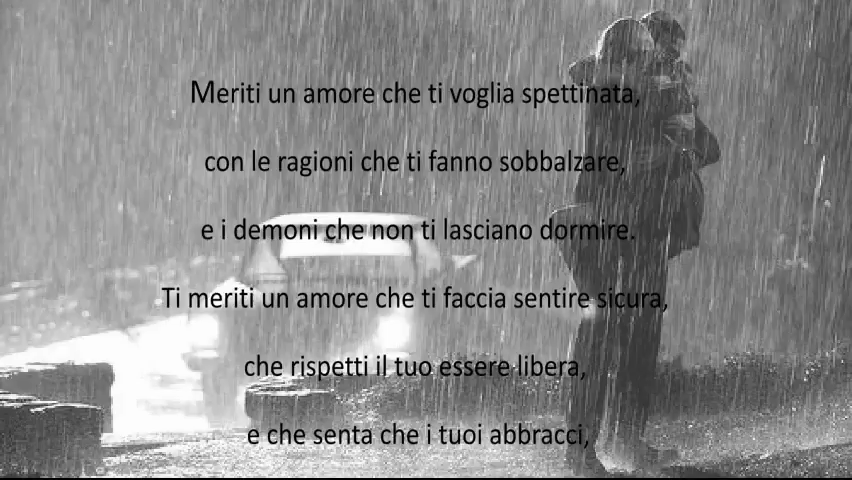 Meriti un amore che ti voglia spettinata,
con le ragioni che ti fanno sobbalzare,
e i demoni che non ti lasciano dormire.
Ti meriti un amore che ti faccia sentire sicura,
che rispetti il tuo essere libera,
e che senta che i tuoi abbracci,